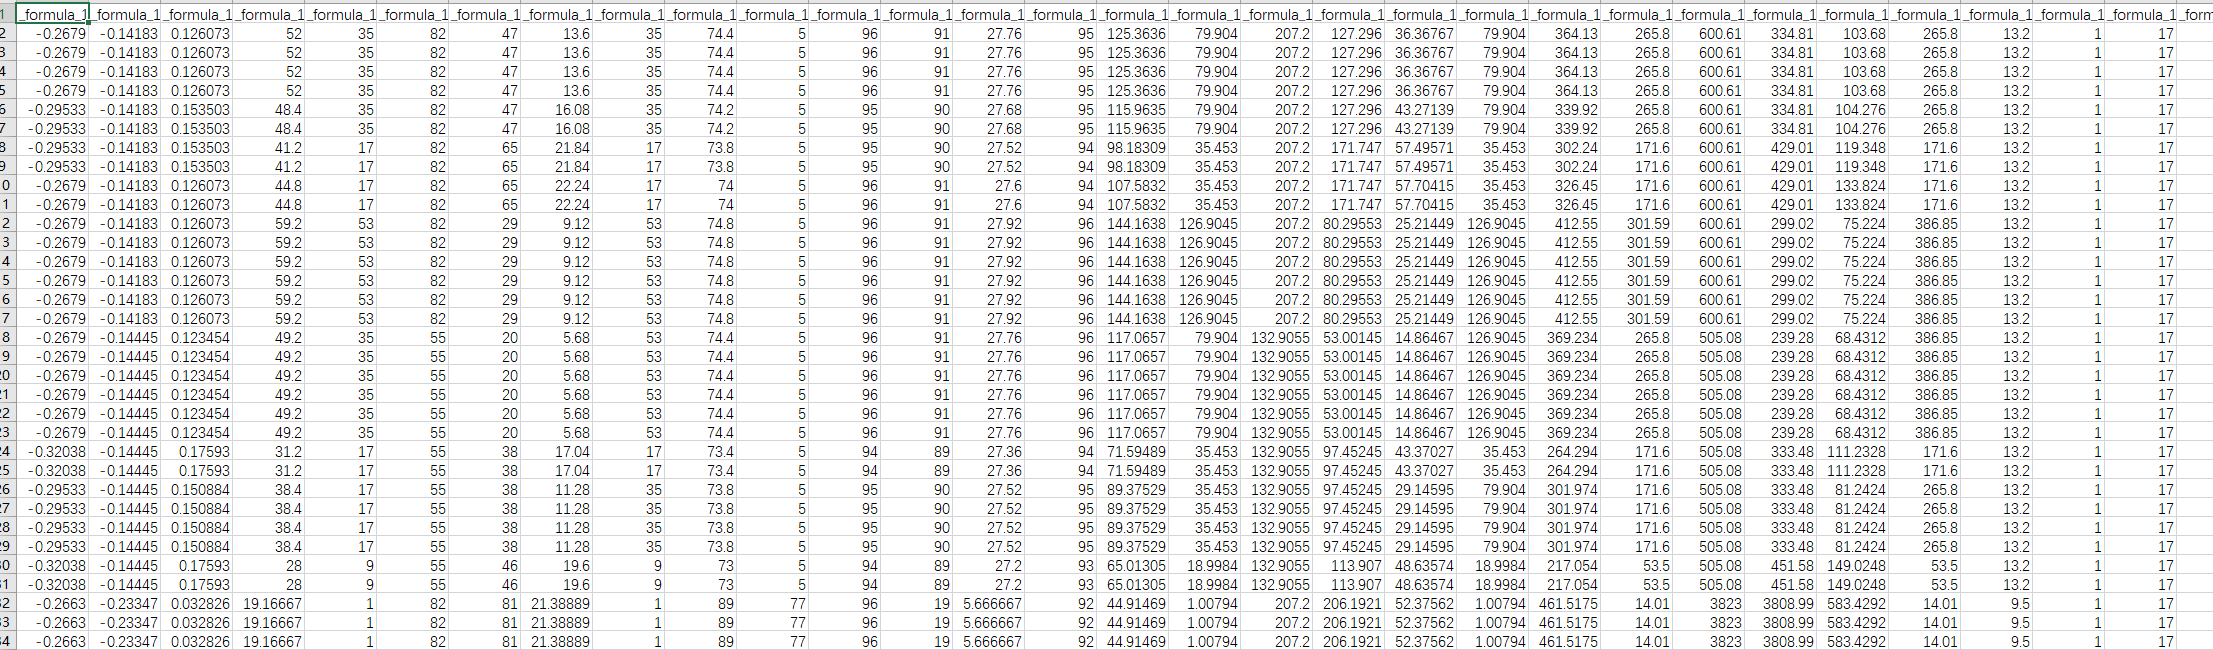 1 _formula_1 _formula_1 _formula_1 _formula_1 _formula_1 _formula_1 _formula_1 _formula_1 _formula_1 _formula_1 _formula_1 _formula_1 _formula_1 _formula_1 _formula_1 _formula_1 _formula_1 _formula_1 _formula_1 _formula_1 _formula_1 _formula_1 _formula_1 _formula_1 _formula_1 _formula_1 _formula_1 _formula_1 _formula_1 _formula_1 _form
2 -0.2679 -0.14183 0.126073 52 35 82 47 13.6 35 74.4 5 96 91 27.76 95 125.3636 79.904 207.2 127.296 36.36767 79.904 364.13 265.8 600.61 334.81 103.68 265.8 13.2 1 17
3 -0.2679 -0.14183 0.126073 52 35 82 47 13.6 35 74.4 5 96 91 27.76 95 125.3636 79.904 207.2 127.296 36.36767 79.904 364.13 265.8 600.61 334.81 103.68 265.8 13.2 1 17
4 -0.2679 -0.14183 0.126073 52 35 82 47 13.6 35 74.4 5 96 91 27.76 95 125.3636 79.904 207.2 127.296 36.36767 79.904 364.13 265.8 600.61 334.81 103.68 265.8 13.2 1 17
5 -0.2679 -0.14183 0.126073 52 35 82 47 13.6 35 74.4 5 96 91 27.76 95 125.3636 79.904 207.2 127.296 36.36767 79.904 364.13 265.8 600.61 334.81 103.68 265.8 13.2 1 17
6 -0.29533 -0.14183 0.153503 48.4 35 82 47 16.08 35 74.2 5 95 90 27.68 95 115.9635 79.904 207.2 127.296 43.27139 79.904 339.92 265.8 600.61 334.81 104.276 265.8 13.2 1 17
7 -0.29533 -0.14183 0.153503 48.4 35 82 47 16.08 35 74.2 5 95 90 27.68 95 115.9635 79.904 207.2 127.296 43.27139 79.904 339.92 265.8 600.61 334.81 104.276 265.8 13.2 1 17
8 -0.29533 -0.14183 0.153503 41.2 17 82 65 21.84 17 73.8 5 95 90 27.52 94 98.18309 35.453 207.2 171.747 57.49571 35.453 302.24 171.6 600.61 429.01 119.348 171.6 13.2 1 17
9 -0.29533 -0.14183 0.153503 41.2 17 82 65 21.84 17 73.8 5 95 90 27.52 94 98.18309 35.453 207.2 171.747 57.49571 35.453 302.24 171.6 600.61 429.01 119.348 171.6 13.2 1 17
0 -0.2679 -0.14183 0.126073 44.8 17 82 65 22.24 17 74 5 96 91 27.6 94 107.5832 35.453 207.2 171.747 57.70415 35.453 326.45 171.6 600.61 429.01 133.824 171.6 13.2 1 17
1 -0.2679 -0.14183 0.126073 44.8 17 82 65 22.24 17 74 5 96 91 27.6 94 107.5832 35.453 207.2 171.747 57.70415 35.453 326.45 171.6 600.61 429.01 133.824 171.6 13.2 1 17
2 -0.2679 -0.14183 0.126073 59.2 53 82 29 9.12 53 74.8 5 96 91 27.92 96 144.1638 126.9045 207.2 80.29553 25.21449 126.9045 412.55 301.59 600.61 299.02 75.224 386.85 13.2 1 17
3 -0.2679 -0.14183 0.126073 59.2 53 82 29 9.12 53 74.8 5 96 91 27.92 96 144.1638 126.9045 207.2 80.29553 25.21449 126.9045 412.55 301.59 600.61 299.02 75.224 386.85 13.2 1 17
4 -0.2679 -0.14183 0.126073 59.2 53 82 29 9.12 53 74.8 5 96 91 27.92 96 144.1638 126.9045 207.2 80.29553 25.21449 126.9045 412.55 301.59 600.61 299.02 75.224 386.85 13.2 1 17
5 -0.2679 -0.14183 0.126073 59.2 53 82 29 9.12 53 74.8 5 96 91 27.92 96 144.1638 126.9045 207.2 80.29553 25.21449 126.9045 412.55 301.59 600.61 299.02 75.224 386.85 13.2 1 17
6 -0.2679 -0.14183 0.126073 59.2 53 82 29 9.12 53 74.8 5 96 91 27.92 96 144.1638 126.9045 207.2 80.29553 25.21449 126.9045 412.55 301.59 600.61 299.02 75.224 386.85 13.2 1 17
7 -0.2679 -0.14183 0.126073 59.2 53 82 29 9.12 53 74.8 5 96 91 27.92 96 144.1638 126.9045 207.2 80.29553 25.21449 126.9045 412.55 301.59 600.61 299.02 75.224 386.85 13.2 1 17
8 -0.2679 -0.14445 0.123454 49.2 35 55 20 5.68 53 74.4 5 96 91 27.76 96 117.0657 79.904 132.9055 53.00145 14.86467 126.9045 369.234 265.8 505.08 239.28 68.4312 386.85 13.2 1 17
9 -0.2679 -0.14445 0.123454 49.2 35 55 20 5.68 53 74.4 5 96 91 27.76 96 117.0657 79.904 132.9055 53.00145 14.86467 126.9045 369.234 265.8 505.08 239.28 68.4312 386.85 13.2 1 17
20 -0.2679 -0.14445 0.123454 49.2 35 55 20 5.68 53 74.4 5 96 91 27.76 96 117.0657 79.904 132.9055 53.00145 14.86467 126.9045 369.234 265.8 505.08 239.28 68.4312 386.85 13.2 1 17
21 -0.2679 -0.14445 0.123454 49.2 35 55 20 5.68 53 74.4 5 96 91 27.76 96 117.0657 79.904 132.9055 53.00145 14.86467 126.9045 369.234 265.8 505.08 239.28 68.4312 386.85 13.2 1 17
22 -0.2679 -0.14445 0.123454 49.2 35 55 20 5.68 53 74.4 5 96 91 27.76 96 117.0657 79.904 132.9055 53.00145 14.86467 126.9045 369.234 265.8 505.08 239.28 68.4312 386.85 13.2 1 17
23 -0.2679 -0.14445 0.123454 49.2 35 55 20 5.68 53 74.4 5 96 91 27.76 96 117.0657 79.904 132.9055 53.00145 14.86467 126.9045 369.234 265.8 505.08 239.28 68.4312 386.85 13.2 1 17
24 -0.32038 -0.14445 0.17593 31.2 17 55 38 17.04 17 73.4 5 94 89 27.36 94 71.59489 35.453 132.9055 97.45245 43.37027 35.453 264.294 171.6 505.08 333.48 111.2328 171.6 13.2 1 17
25 -0.32038 -0.14445 0.17593 31.2 17 55 38 17.04 17 73.4 5 94 89 27.36 94 71.59489 35.453 132.9055 97.45245 43.37027 35.453 264.294 171.6 505.08 333.48 111.2328 171.6 13.2 1 17
26 -0.29533 -0.14445 0.150884 38.4 17 55 38 11.28 35 73.8 5 95 90 27.52 95 89.37529 35.453 132.9055 97.45245 29.14595 79.904 301.974 171.6 505.08 333.48 81.2424 265.8 13.2 1 17
27 -0.29533 -0.14445 0.150884 38.4 17 55 38 11.28 35 73.8 5 95 90 27.52 95 89.37529 35.453 132.9055 97.45245 29.14595 79.904 301.974 171.6 505.08 333.48 81.2424 265.8 13.2 1 17
28 -0.29533 -0.14445 0.150884 38.4 17 55 38 11.28 35 73.8 5 95 90 27.52 95 89.37529 35.453 132.9055 97.45245 29.14595 79.904 301.974 171.6 505.08 333.48 81.2424 265.8 13.2 1 17
29 -0.29533 -0.14445 0.150884 38.4 17 55 38 11.28 35 73.8 5 95 90 27.52 95 89.37529 35.453 132.9055 97.45245 29.14595 79.904 301.974 171.6 505.08 333.48 81.2424 265.8 13.2 1 17
30 -0.32038 -0.14445 0.17593 28 9 55 46 19.6 9 73 5 94 89 27.2 93 65.01305 18.9984 132.9055 113.907 48.63574 18.9984 217.054 53.5 505.08 451.58 149.0248 53.5 13.2 1 17
31 -0.32038 -0.14445 0.17593 28 9 55 46 19.6 9 73 5 94 89 27.2 93 65.01305 18.9984 132.9055 113.907 48.63574 18.9984 217.054 53.5 505.08 451.58 149.0248 53.5 13.2 1 17
32 -0.2663 -0.23347 0.032826 19.16667 1 82 81 21.38889 1 89 77 96 19 5.666667 92 44.91469 1.00794 207.2 206.1921 52.37562 1.00794 461.5175 14.01 3823 3808.99 583.4292 14.01 9.5 1 17
33 -0.2663 -0.23347 0.032826 19.16667 1 82 81 21.38889 1 89 77 96 19 5.666667 92 44.91469 1.00794 207.2 206.1921 52.37562 1.00794 461.5175 14.01 3823 3808.99 583.4292 14.01 9.5 1 17
34 -0.2663 -0.23347 0.032826 19.16667 1 82 81 21.38889 1 89 77 96 19 5.666667 92 44.91469 1.00794 207.2 206.1921 52.37562 1.00794 461.5175 14.01 3823 3808.99 583.4292 14.01 9.5 1 17